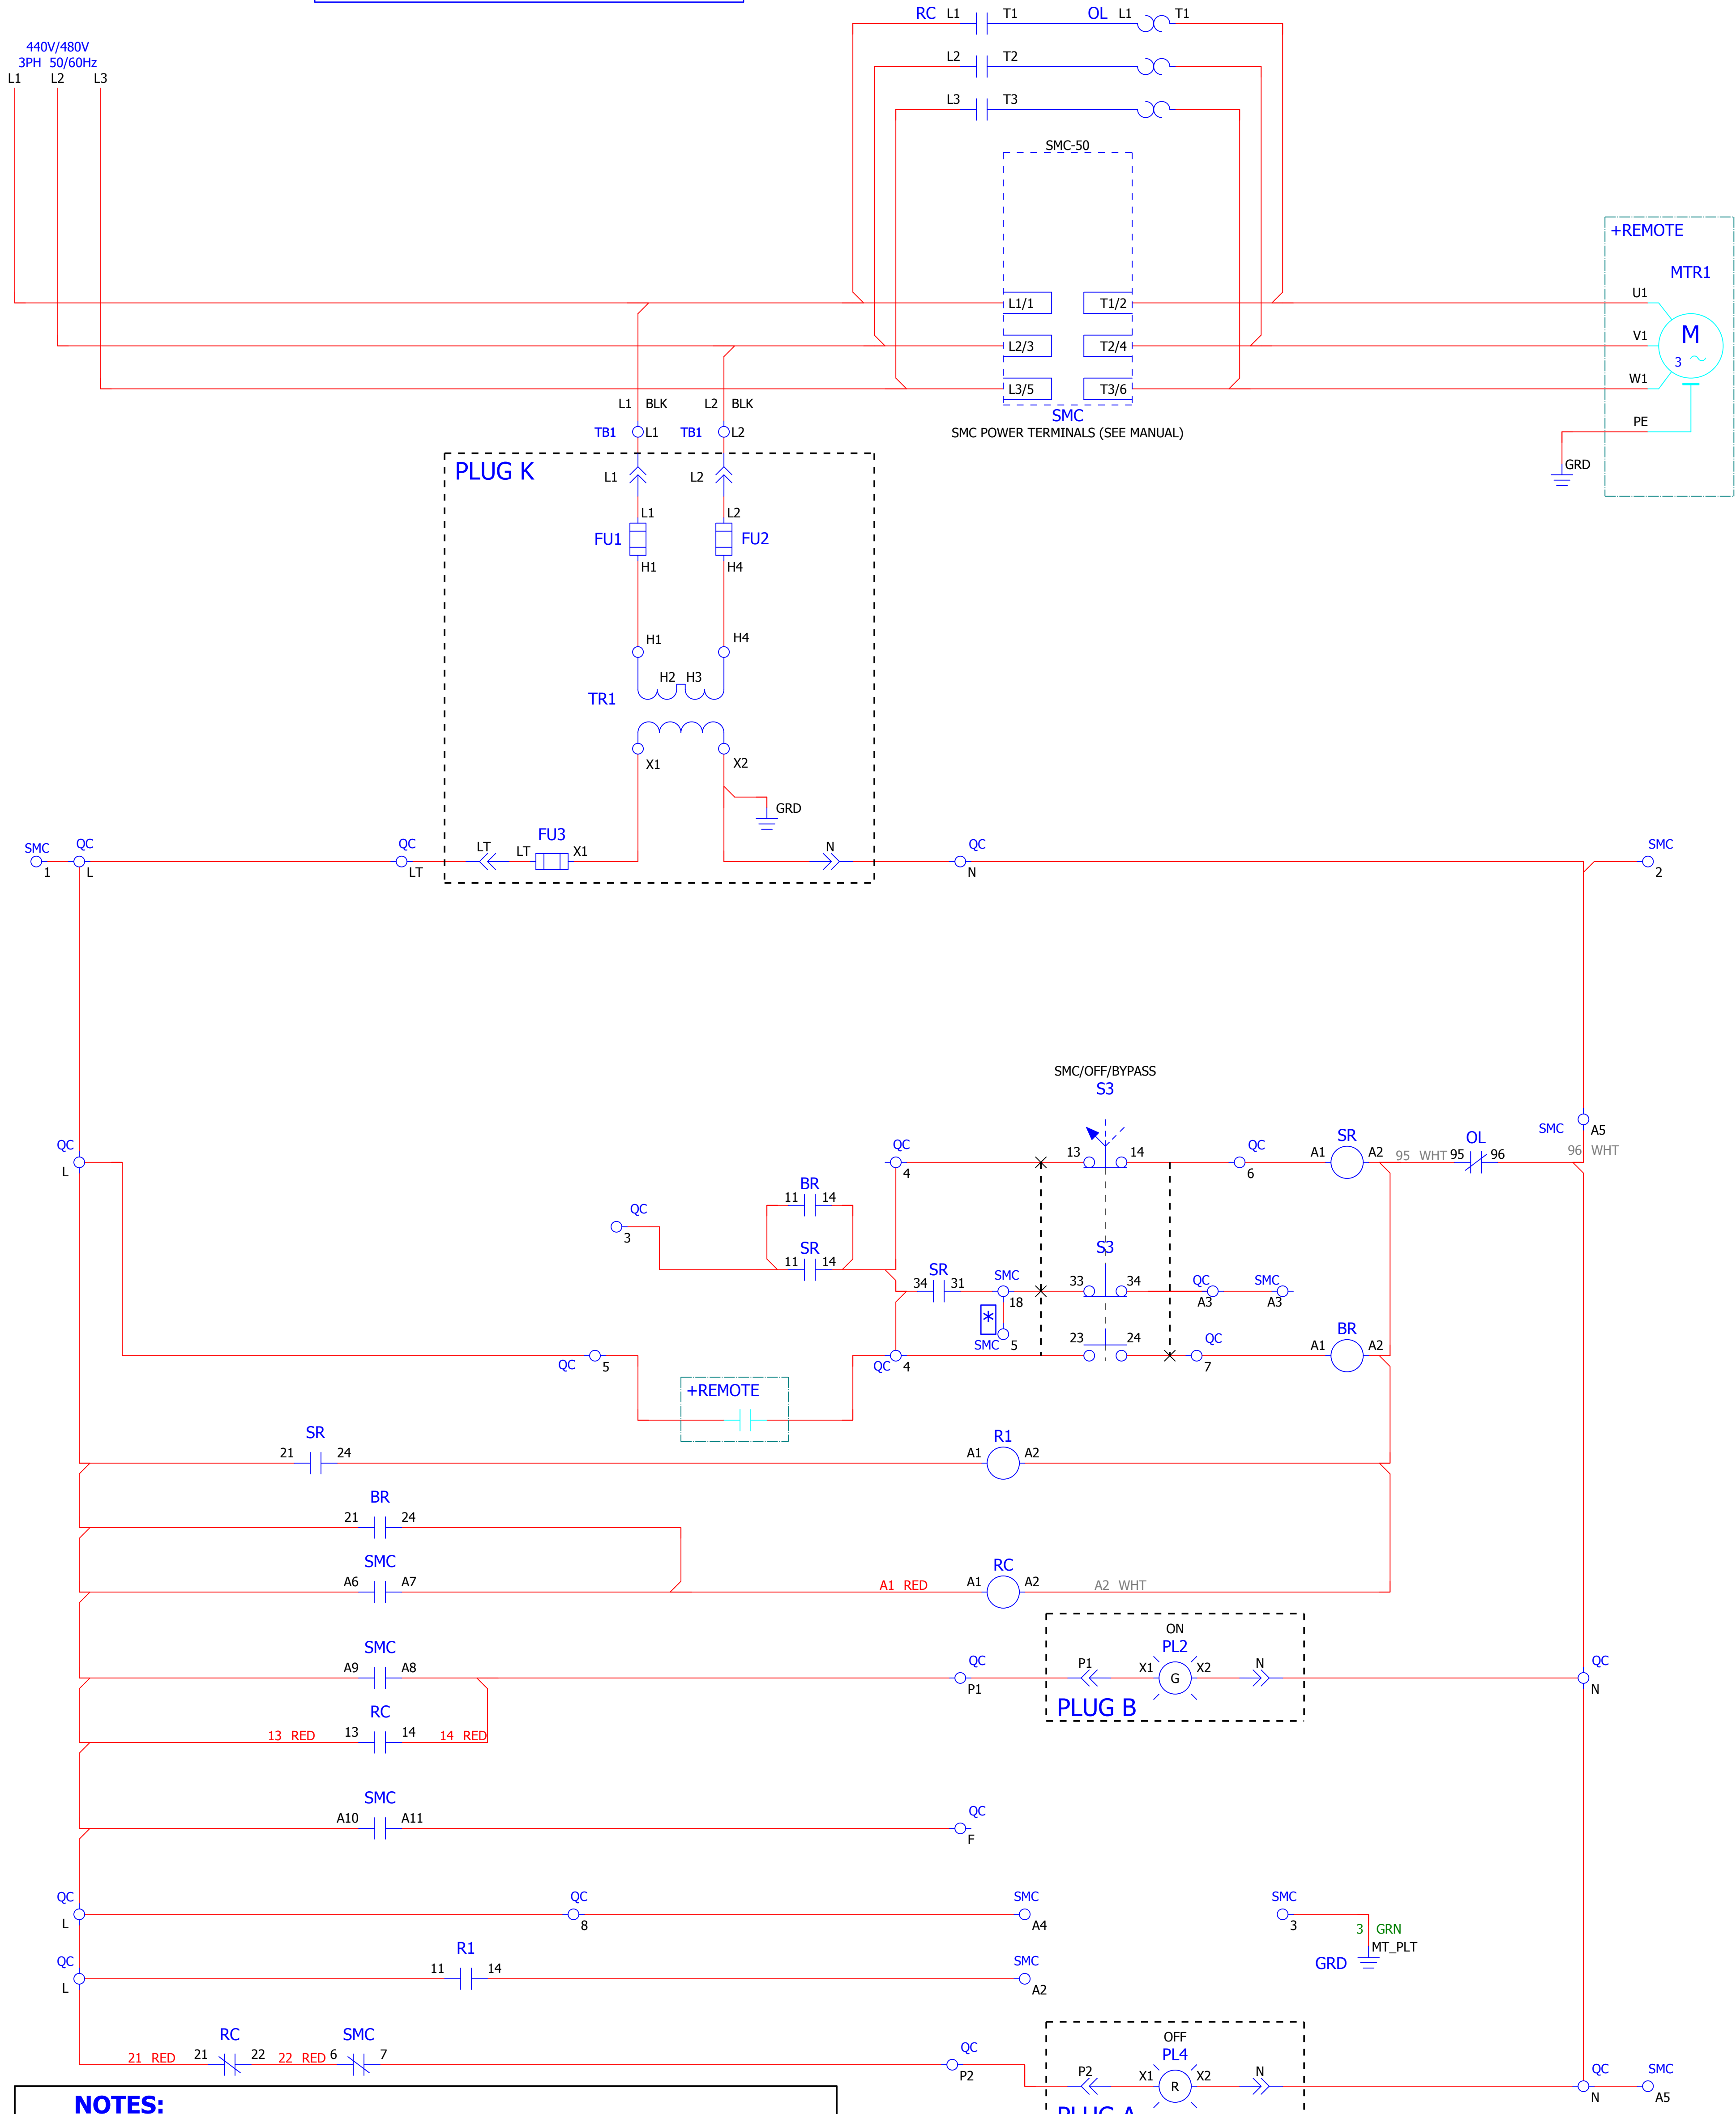 RC L1 T1 OL L1 T1
440V/480V
3PH 50/60Hz
L1 L2 L3
L2 T2
L3 T3
SMC-50
+REMOTE
MTR1
L1/1 T1/2 U1
L2/3 T2/4 V1
M
3
L3/5 T3/6 W1
SMC
SMC POWER TERMINALS (SEE MANUAL)
PE
GRD
L1 BLK L2 BLK
TB1 L1 TB1 L2
PLUG K
L1 L2
L1 L2
FU1 FU2
H1 H4
H1 H4
H2 H3
TR1
X1 X2
GRD
SMC QC QC LT LT FU3 X1 N QC SMC
1 L LT N 2
SMC/OFF/BYPASS
S3
SMC A5
QC L QC 4 13 14 QC 6 A1 SR A2 95 WHT 95 OL 96 96 WHT
BR
11 14
QC
3
SR
11 14
S3
SR
34 31 SMC 18 33 34 QC A3 SMC A3
*
SMC 5
QC 5 QC 4 23 24 QC 7 A1 BR A2
+REMOTE
SR
21 24 A1 R1 A2
BR
21 24
SMC
A6 A7 A1 RED A1 RC A2 A2 WHT
ON
PL2
SMC
A9 A8 QC P1 P1 X1 G X2 N QC N
PLUG B
RC
13 RED 13 14 14 RED
SMC
A10 A11 QC F
QC L QC 8 SMC A4 SMC 3
3 GRN
MT_PLT
GRD
QC L R1 11 14 SMC A2
OFF
PL4
RC SMC
21 RED 21 22 22 RED 6 7 QC P2
P2 X1 R X2 N QC N SMC A5
PLUG A
NOTES: